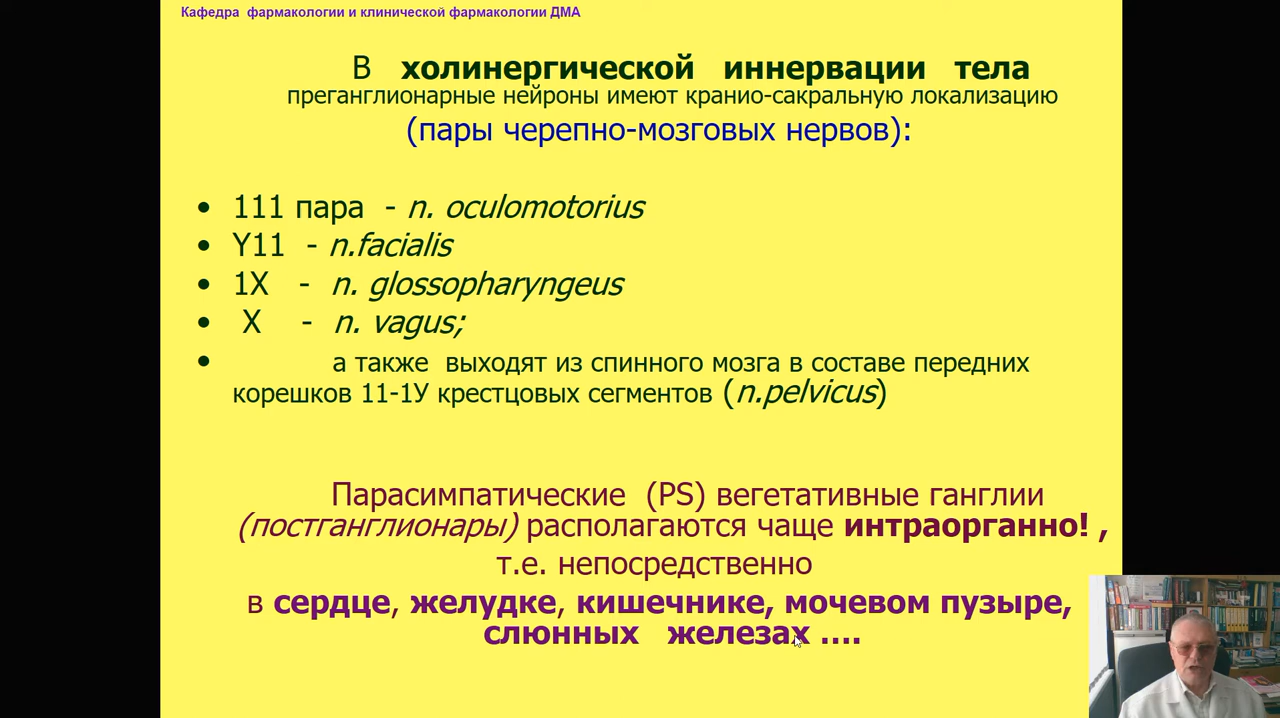 Кафедра фармакологии и клинической фармакологии ДМА
В холинергической иннервации тела
преганглионарные нейроны имеют кранио-сакральную локализацию
(пары черепно-мозговых нервов):
• 111 пара - n. oculomotorius
• Y11 - n.facialis
• 1X - n. glossopharyngeus
• X - n. vagus;
• а также выходят из спинного мозга в составе передних
корешков 11-1У крестцовых сегментов (n.pelvicus)
Парасимпатические (PS) вегетативные ганглии
(постганглионары) располагаются чаще интраорганно! ,
т.е. непосредственно
в сердце, желудке, кишечнике, мочевом пузыре,
слюнных железах ....